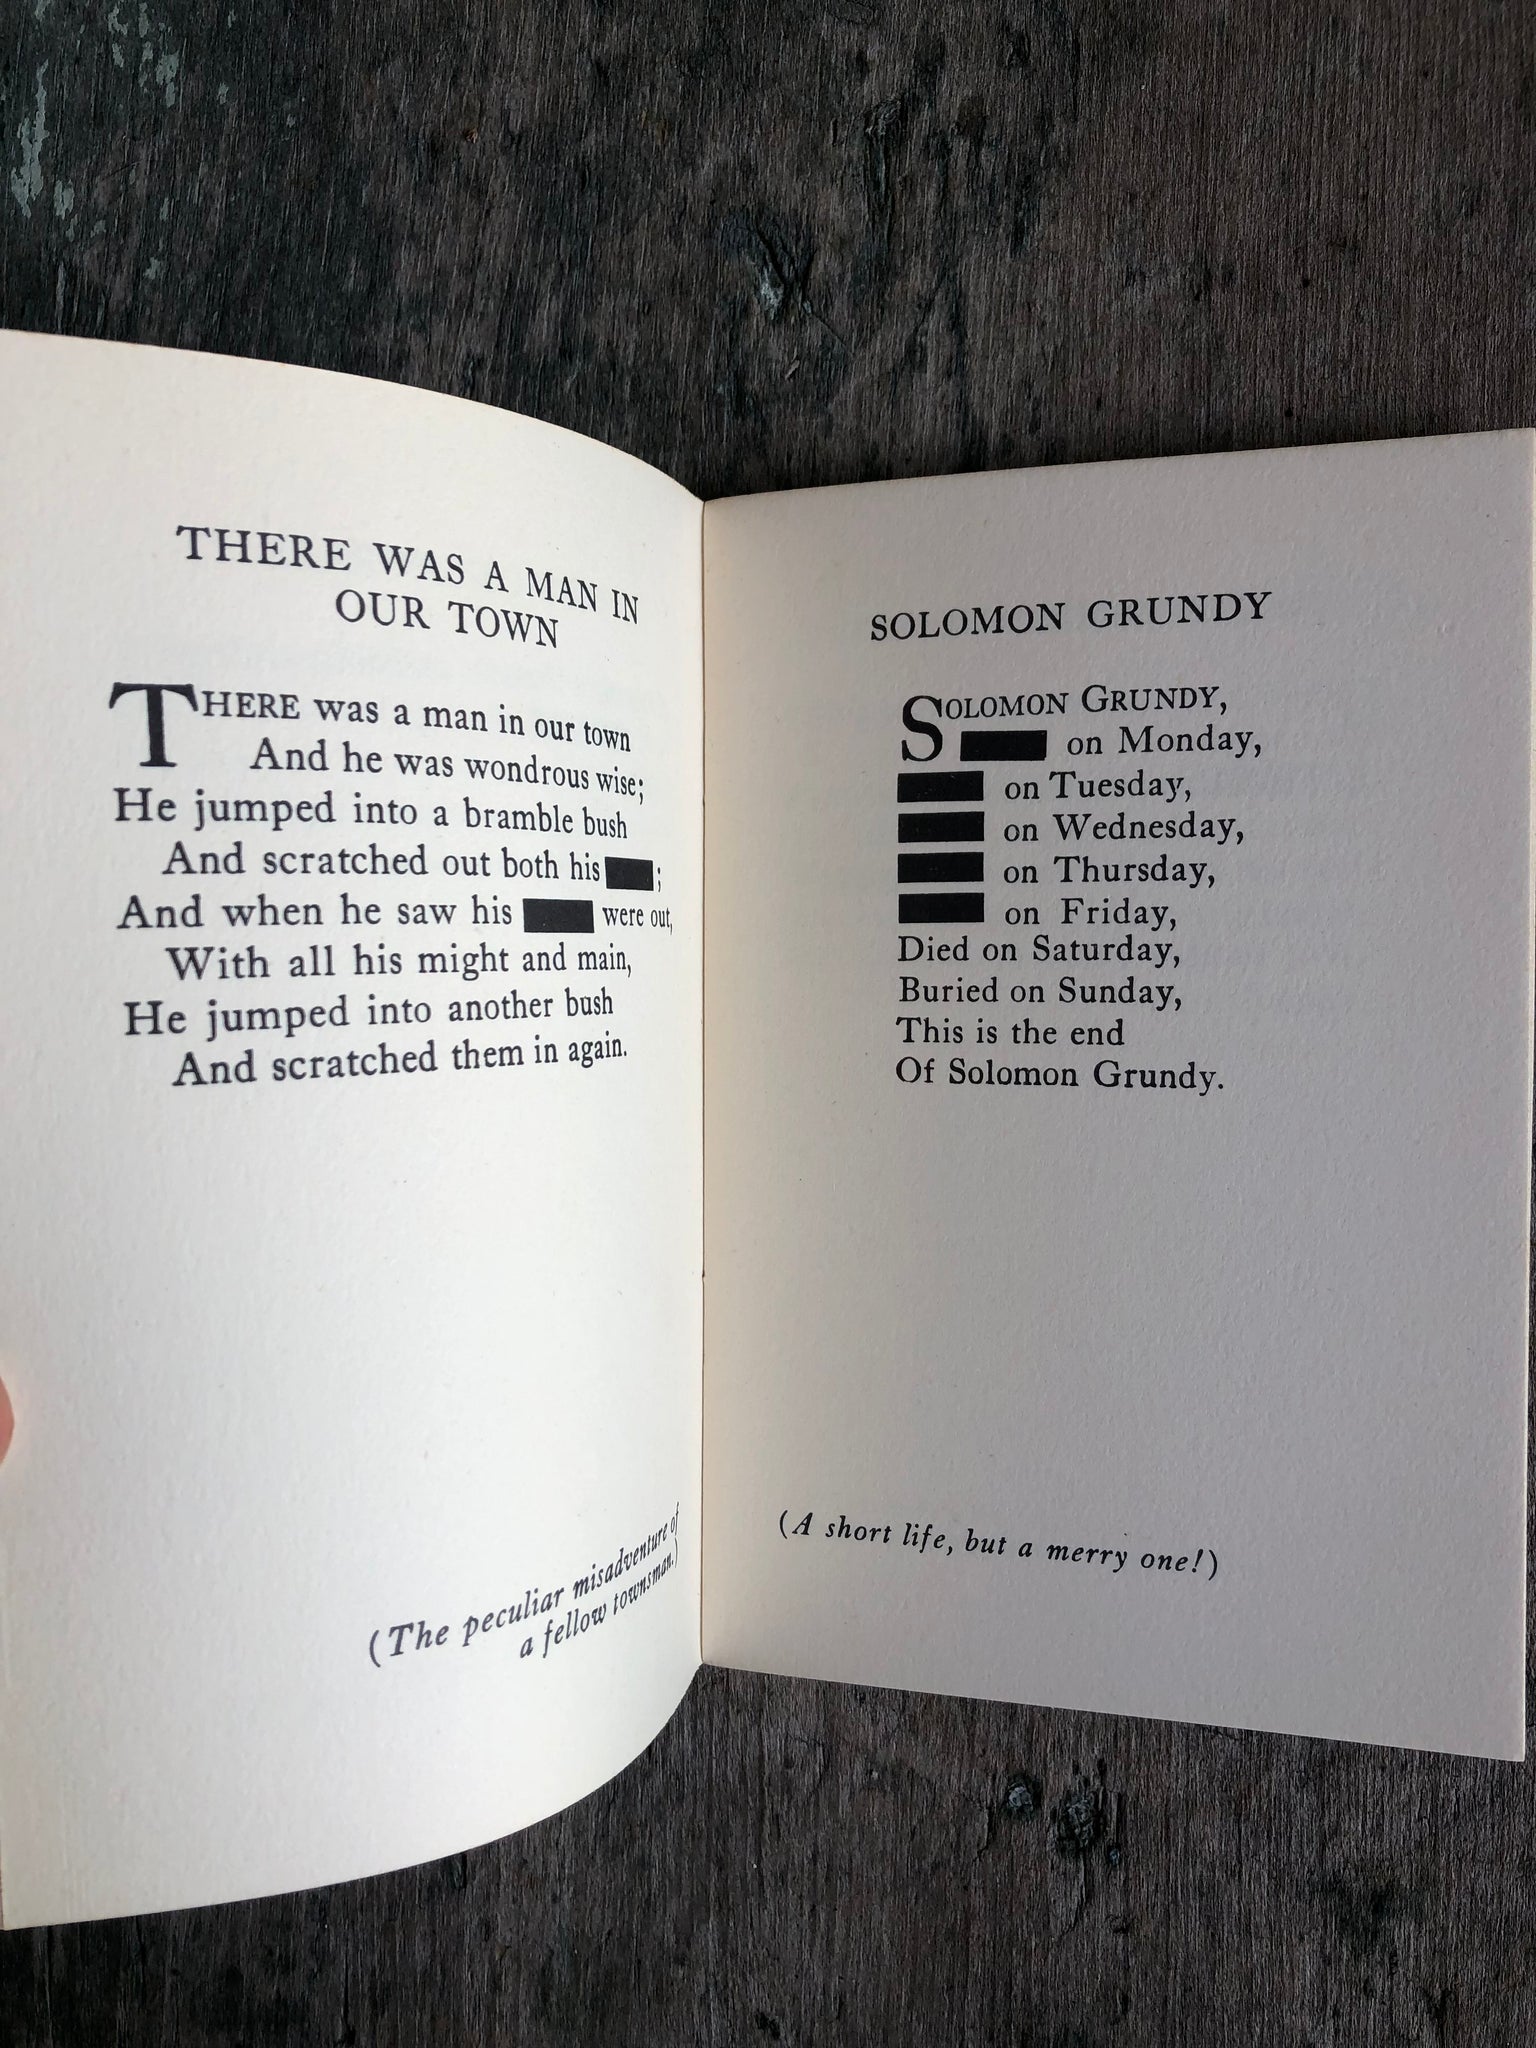 THERE WAS A MAN IN
OUR TOWN
THERE was a man in our town
And he was wondrous wise;
He jumped into a bramble bush
And scratched out both his ;
And when he saw his were out,
With all his might and main,
He jumped into another bush
And scratched them in again.
(The peculiar misadventure of
a fellow townsman.)
SOLOMON GRUNDY
SOLOMON GRUNDY,
on Monday,
on Tuesday,
on Wednesday,
on Thursday,
on Friday,
Died on Saturday,
Buried on Sunday,
This is the end
Of Solomon Grundy.
(A short life, but a merry one!)